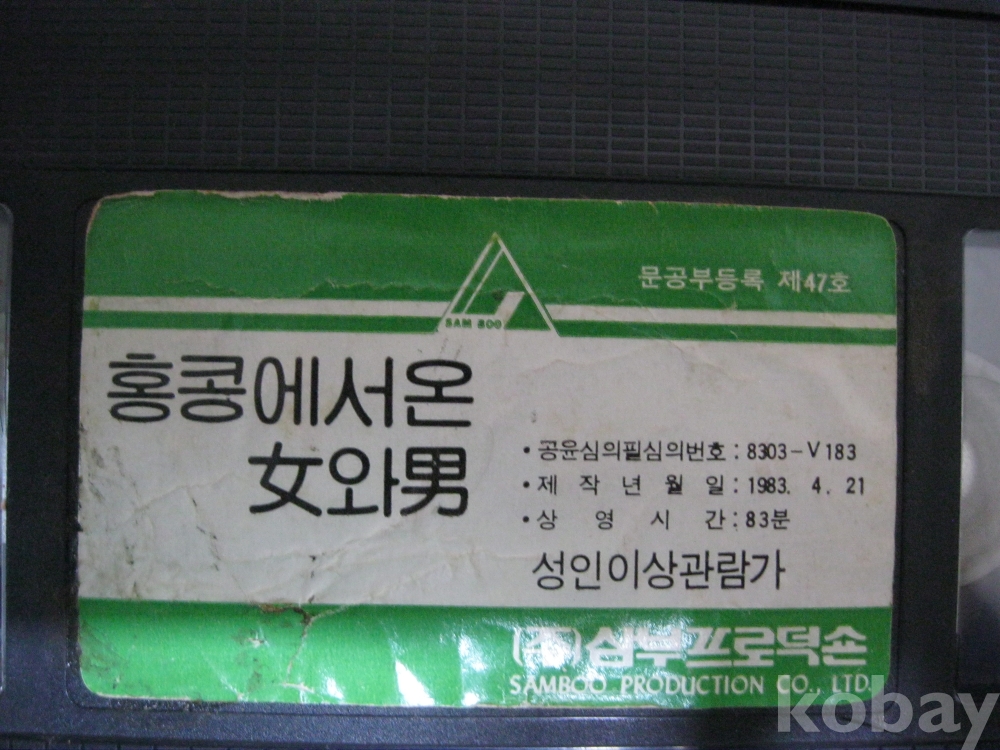 문공부등록 제47호
SAM BOO
홍콩에서온
女와男
•공윤심의필심의번호:8303-V183
•제작년월일:1983. 4. 21
•상영시간:83분
성인이상관람가
(주)삼부프로덕숀
SAMBOO PRODUCTION CO., LTD
kobay